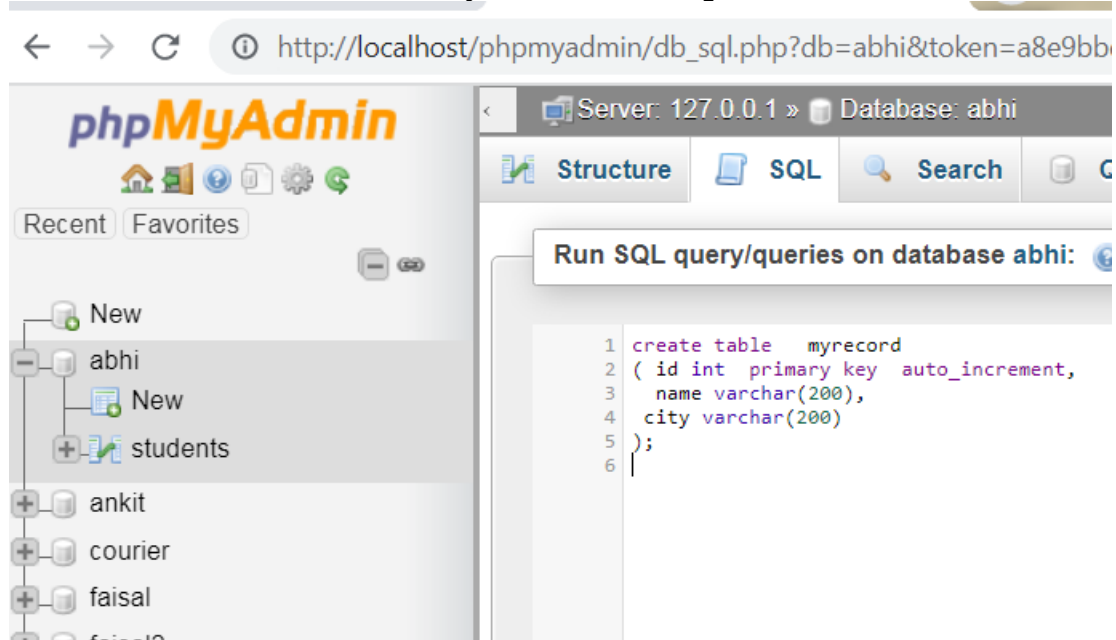 http://localhost/phpmyadmin/db_sql.php?db=abhi&token=a8e9bb
phpMyAdmin
Recent Favorites
New
abhi
New
students
ankit
courier
faisal
Server: 127.0.0.1 » Database: abhi
Structure SQL Search
Run SQL query/queries on database abhi:
1 create table   myrecord
2 ( id int  primary key  auto_increment,
3   name varchar(200),
4  city varchar(200)
5 );
6